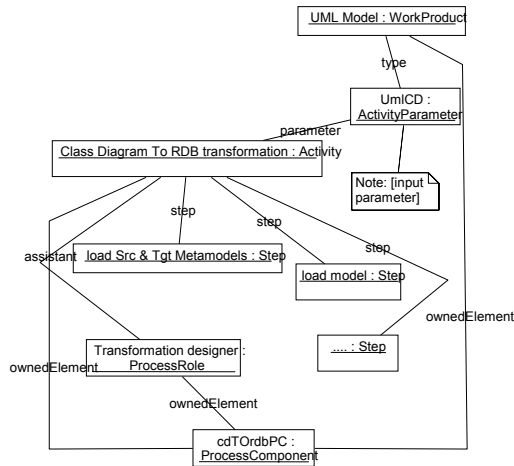 UML Model : WorkProduct
type
UmlCD :
ActivityParameter
parameter
Class Diagram To RDB transformation : Activity
Note: [input
parameter]
step
step
step
assistant
load Src & Tgt Metamodels : Step
load model : Step
ownedElement
Transformation designer :
ProcessRole
.... : Step
ownedElement
ownedElement
cdTOrdbPC :
ProcessComponent